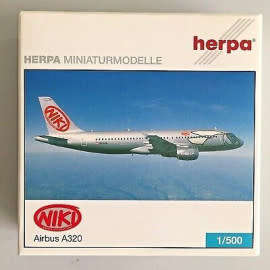 herpa
HERPA MINIATURMODELLE
NIKI
NIKI
Airbus A320
1/500